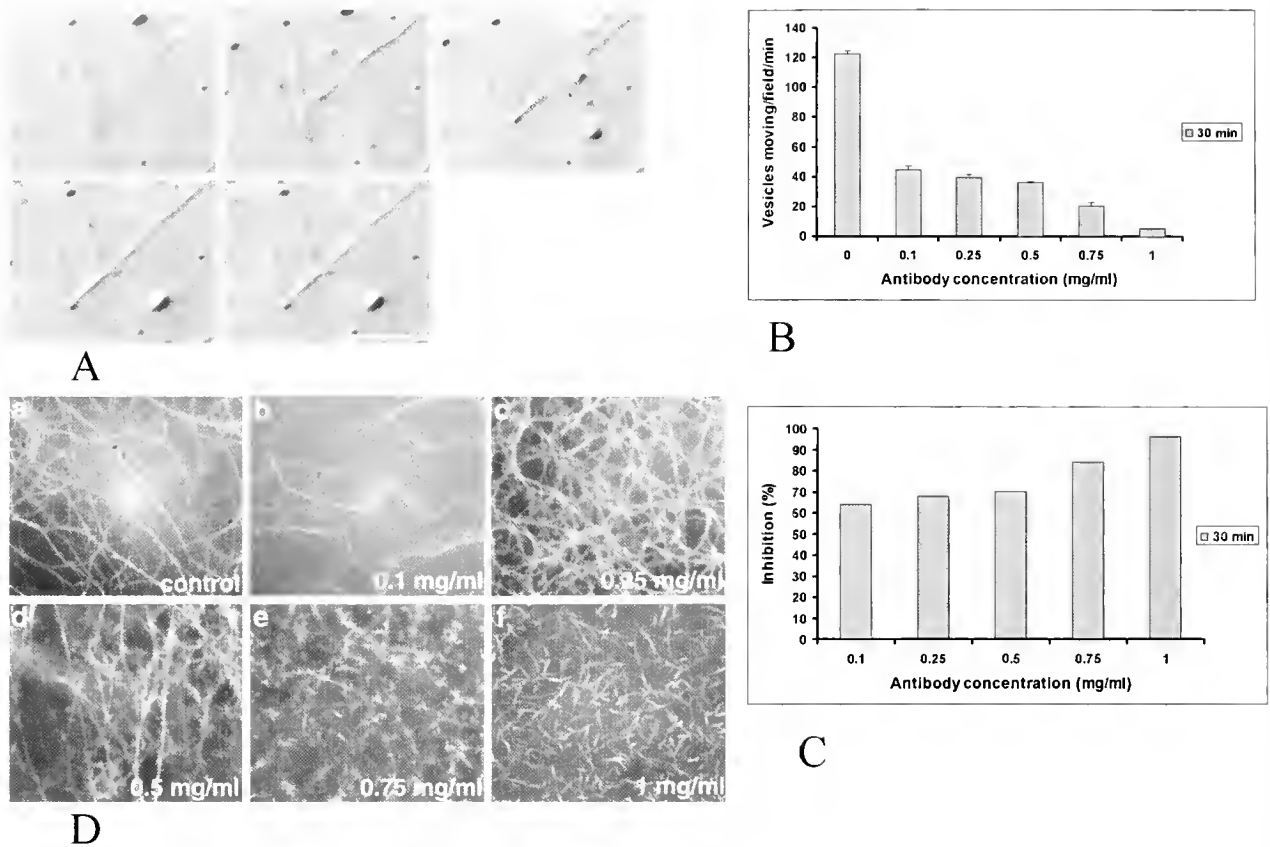 A
B
Vesicles moving/field/min
140
120
100
80
60
40
20
0
0 0.1 0.25 0.5 0.75 1
Antibody concentration (mg/ml)
30 min
C
Inhibition (%)
100
90
80
70
60
50
40
30
20
10
0
0.1 0.25 0.5 0.75 1
Antibody concentration (mg/ml)
30 min
D
a
control
0.1 mg/ml
c
0.25 mg/ml
d
0.5 mg/ml
e
0.75 mg/ml
f
1 mg/ml